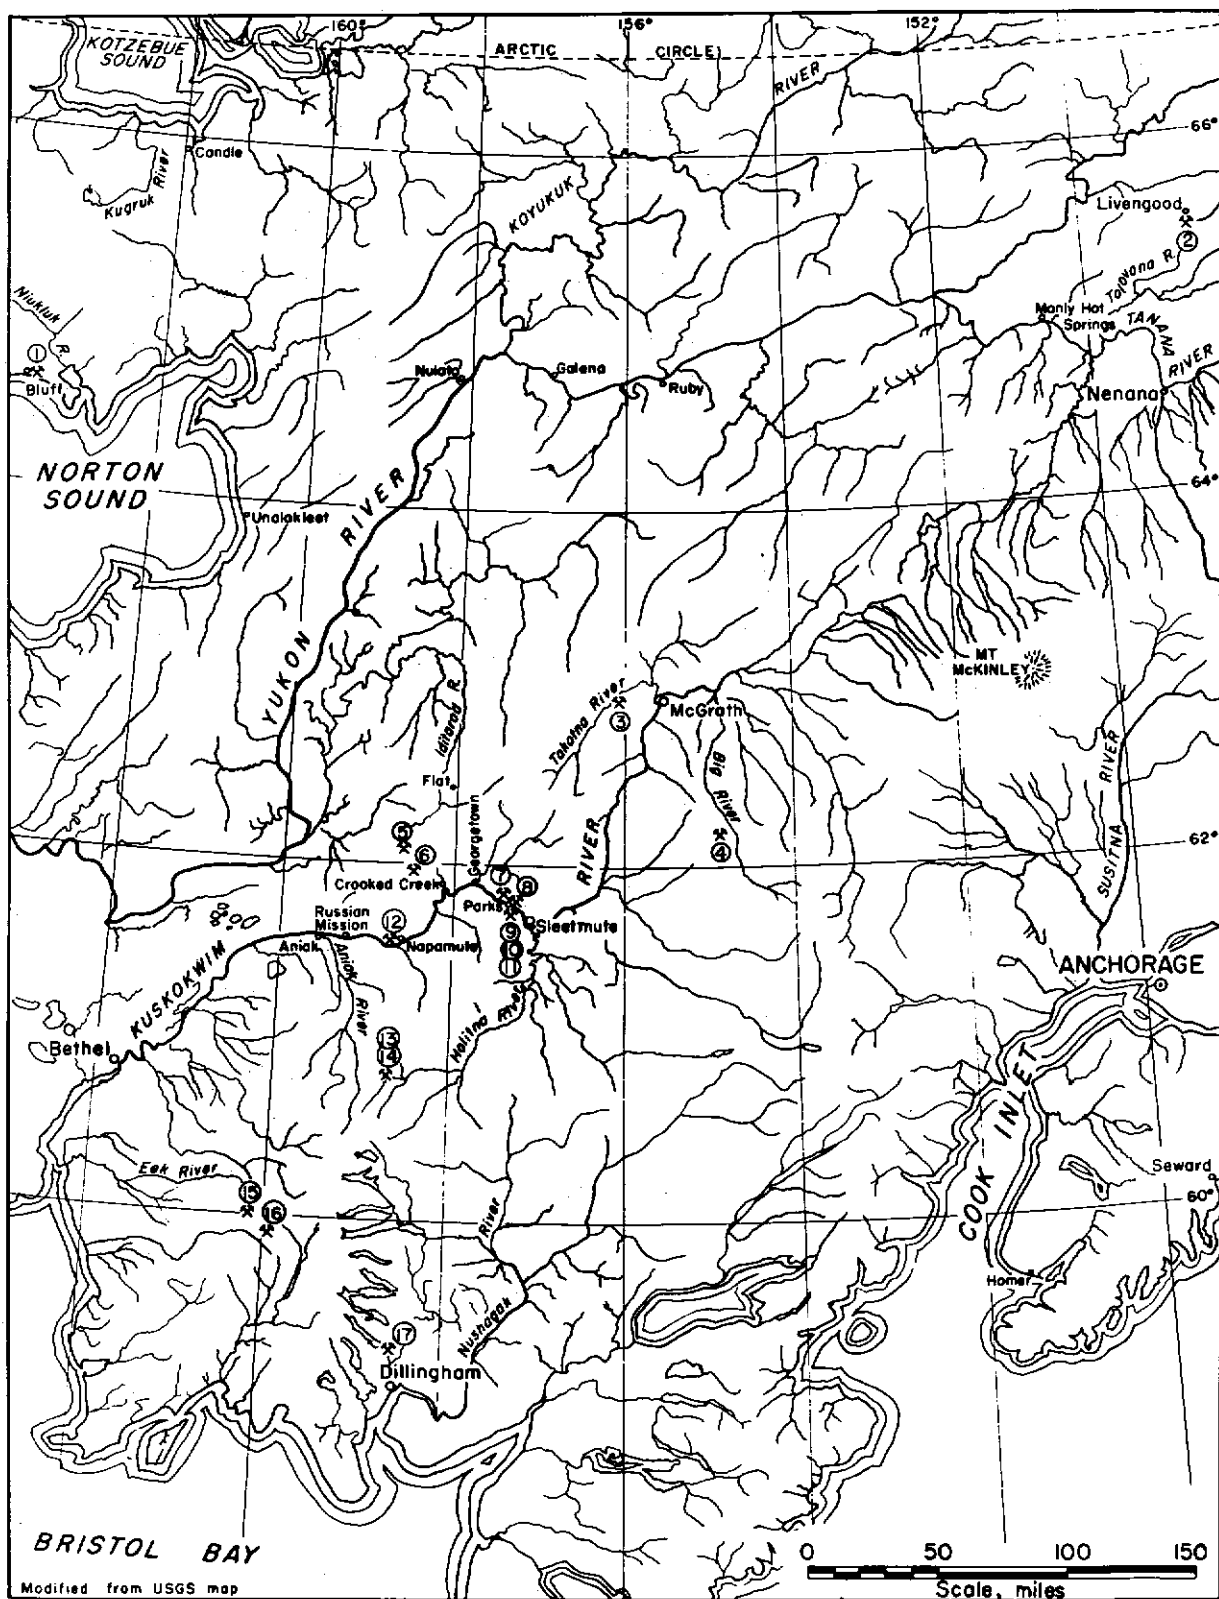 160°
156°
152°
KOTZEBUE
SOUND
ARCTIC CIRCLE
RIVER
66°
Candle
Kugruk River
KOYUKUK
Livengood
2
Tolovana R.
Niukluk R.
1
Bluff
Manly Hot
Springs
TANANA
RIVER
Nulato
Galena
Ruby
Nenana
NORTON
SOUND
64°
Unalakleet
YUKON RIVER
MT
McKINLEY
Iditarod R.
Takotna River
3
McGrath
Big River
Flat
SUSITNA RIVER
5
Georgetown
RIVER
4
62°
6
7
8
Crooked Creek
Parks
Russian
Mission
12
Sleetmute
9
Aniak
Napamute
10
11
ANCHORAGE
KUSKOKWIM
Aniak River
Holitna River
13
14
Bethel
COOK INLET
Eek River
Seward
15
16
60°
River
Homer
Nushagak
17
Dillingham
BRISTOL BAY
0 50 100 150
Scale, miles
Modified from USGS map